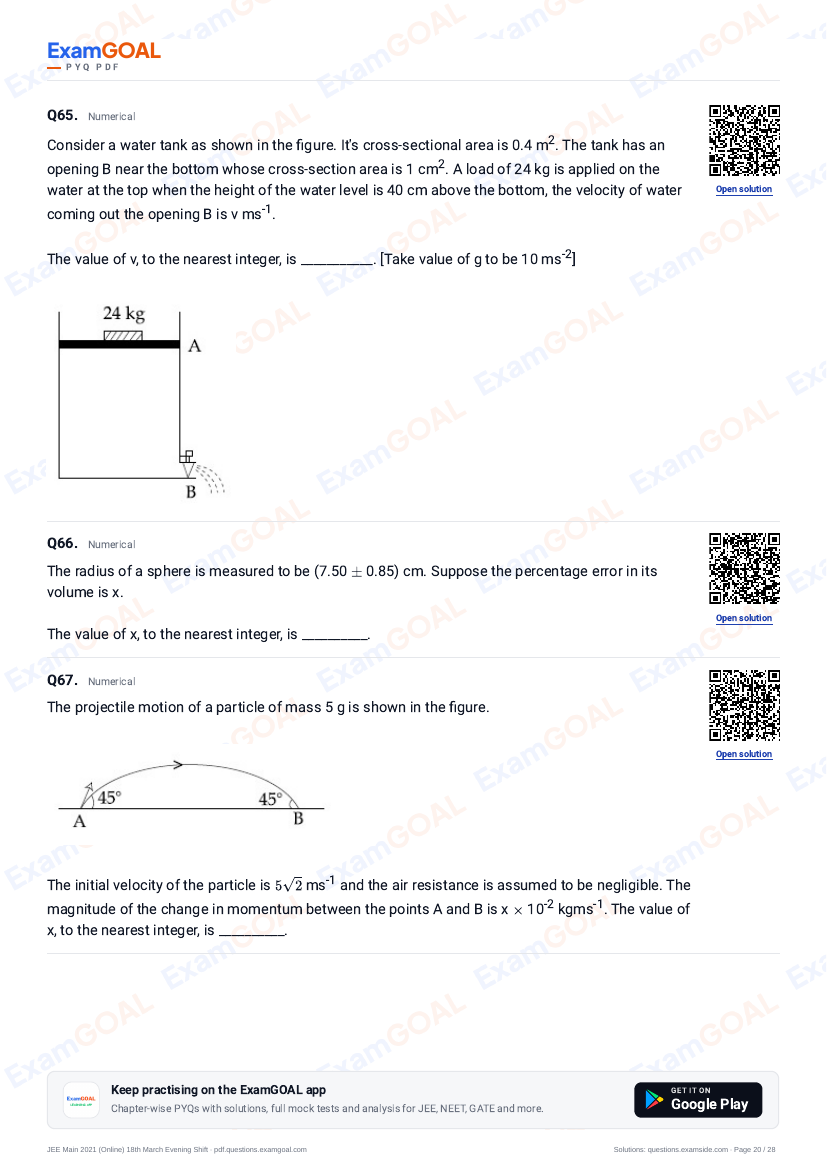 ExamGOAL
PYQ PDF
Q65. Numerical
Consider a water tank as shown in the figure. It's cross-sectional area is 0.4 m². The tank has an
opening B near the bottom whose cross-section area is 1 cm². A load of 24 kg is applied on the
water at the top when the height of the water level is 40 cm above the bottom, the velocity of water
coming out the opening B is v ms⁻¹.
Open solution
The value of v, to the nearest integer, is ___________. [Take value of g to be 10 ms⁻²]
24 kg
A
B
Q66. Numerical
The radius of a sphere is measured to be (7.50 ± 0.85) cm. Suppose the percentage error in its
volume is x.
Open solution
The value of x, to the nearest integer, is __________.
Q67. Numerical
The projectile motion of a particle of mass 5 g is shown in the figure.
Open solution
45° 45°
A B
The initial velocity of the particle is 5√2 ms⁻¹ and the air resistance is assumed to be negligible. The
magnitude of the change in momentum between the points A and B is x × 10⁻² kgms⁻¹. The value of
x, to the nearest integer, is __________.
Keep practising on the ExamGOAL app
Chapter-wise PYQs with solutions, full mock tests and analysis for JEE, NEET, GATE and more.
GET IT ON
Google Play
JEE Main 2021 (Online) 18th March Evening Shift · pdf.questions.examgoal.com
Solutions: questions.examside.com · Page 20 / 28